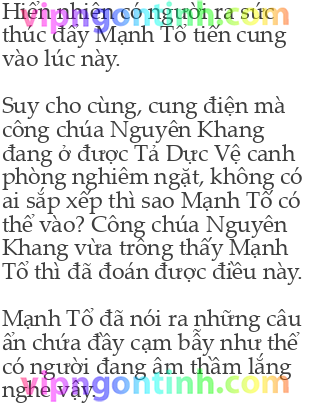 vipngontinh.com
Hiển nhiên có người ra sức
thúc đẩy Mạnh Tổ tiến cung
vào lúc này.
Suy cho cùng, cung điện mà
công chúa Nguyên Khang
đang ở được Tả Dực Vệ canh
phòng nghiêm ngặt, không có
ai sắp xếp thì sao Mạnh Tổ có
thể vào? Công chúa Nguyên
Khang vừa trông thấy Mạnh
Tổ thì đã đoán được điều này.
Mạnh Tổ đã nói ra những câu
ẩn chứa đầy cạm bẫy như thể
có người đang âm thầm lắng
nghe vậy.
vipngontinh.com